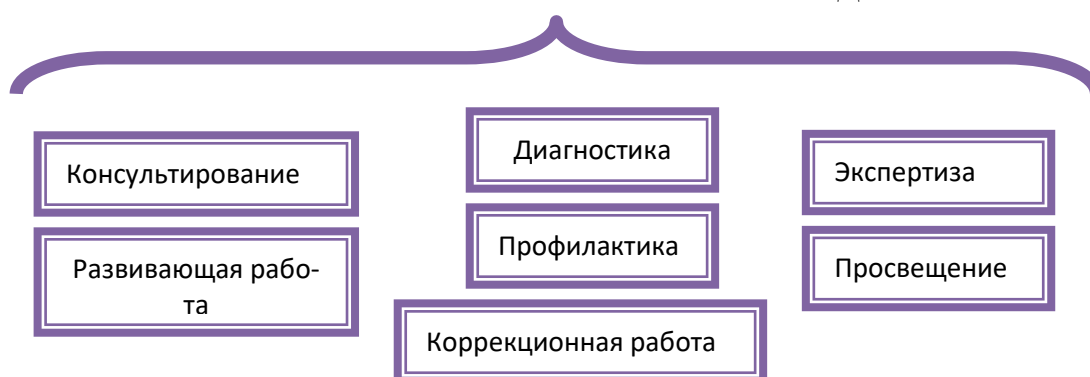 Консультирование
Развивающая рабо-
та
Диагностика
Профилактика
Коррекционная работа
Экспертиза
Просвещение